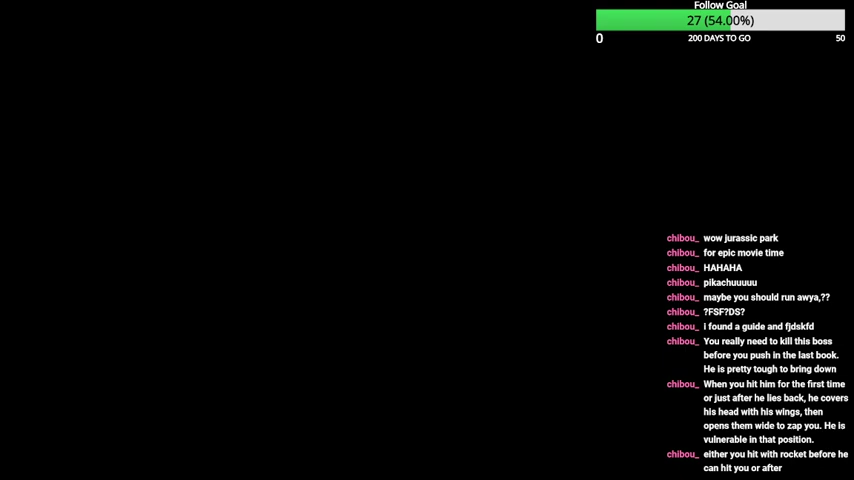 Follow Goal
27 (54.00%)
0 200 DAYS TO GO 50
chibou_ wow jurassic park
chibou_ for epic movie time
chibou_ HAHAHA
chibou_ pikachuuuuu
chibou_ maybe you should run awya,??
chibou_ ?FSF?DS?
chibou_ i found a guide and fjdskfd
chibou_ You really need to kill this boss
before you push in the last book.
He is pretty tough to bring down
chibou_ When you hit him for the first time
or just after he lies back, he covers
his head with his wings, then
opens them wide to zap you. He is
vulnerable in that position.
chibou_ either you hit with rocket before he
can hit you or after